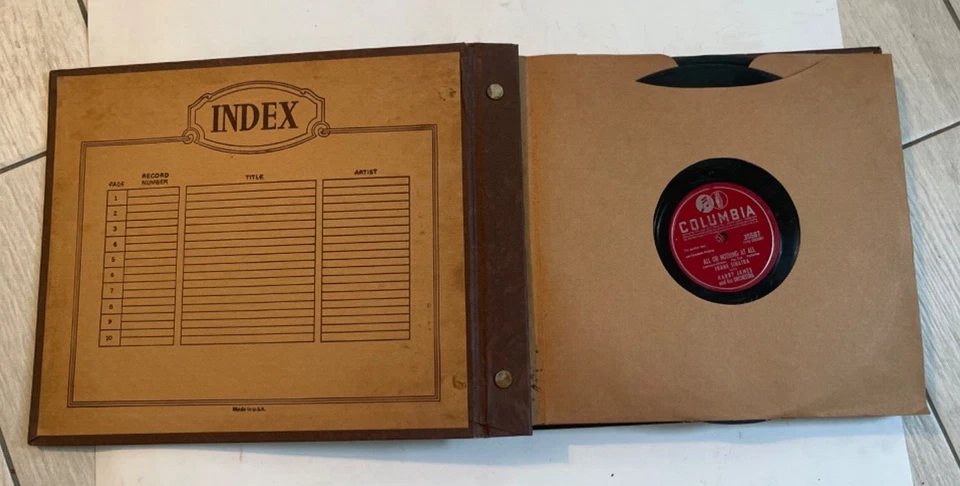 INDEX
PAGE RECORD NUMBER TITLE ARTIST
1
2
3
4
5
6
7
8
9
10
Made in U.S.A.
COLUMBIA
35587
ALL OR NOTHING AT ALL
FRANK SINATRA
HARRY JAMES
and his ORCHESTRA